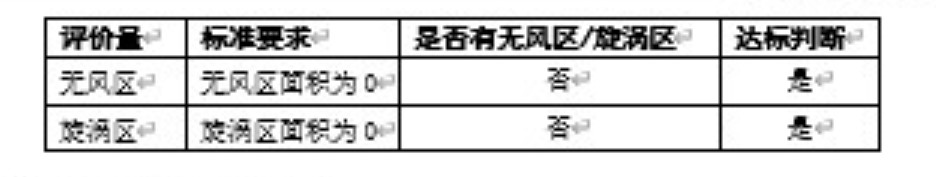 评价量 标准要求 是否有无风区/旋涡区 达标判断
无风区 无风区面积为 0 否 是
旋涡区 旋涡区面积为 0 否 是